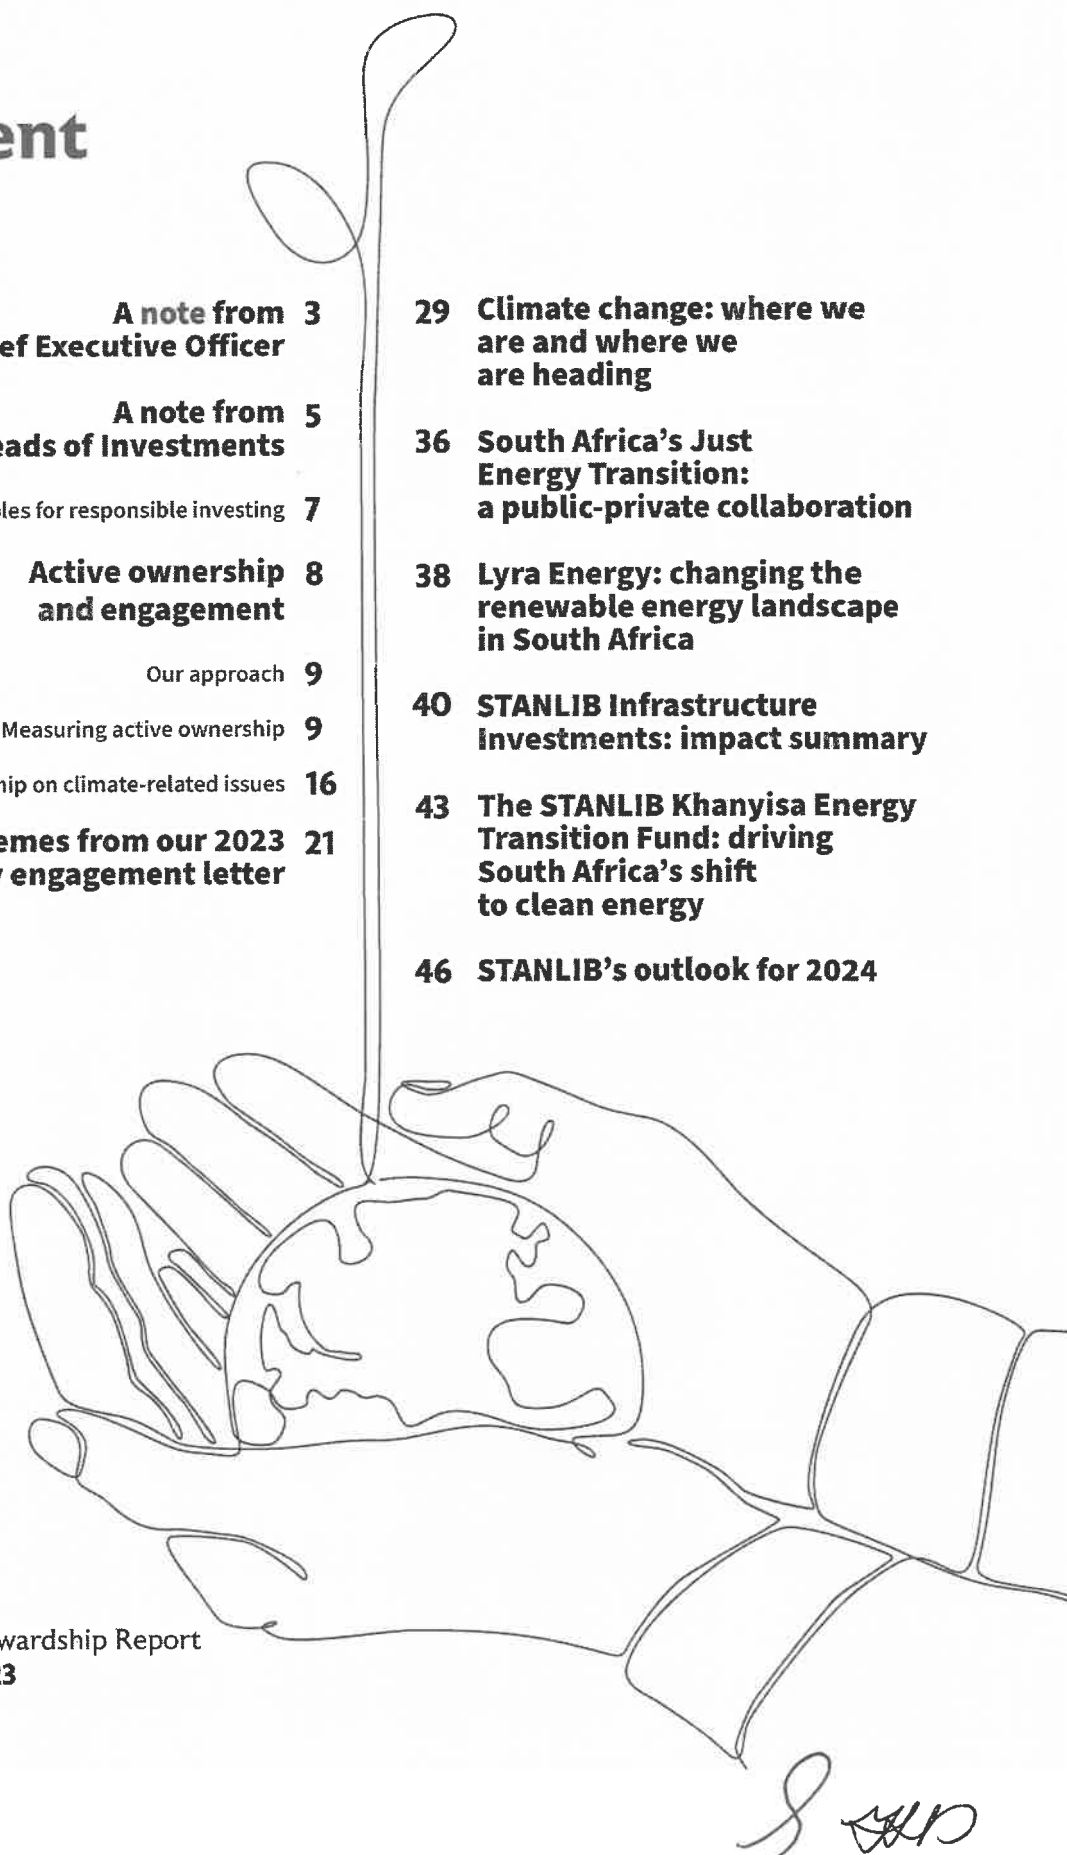 ent
A note from 3
ef Executive Officer
A note from 5
eads of Investments
les for responsible investing 7
Active ownership 8
and engagement
Our approach 9
Measuring active ownership 9
hip on climate-related issues 16
emes from our 2023 21
y engagement letter
29 Climate change: where we
are and where we
are heading
36 South Africa's Just
Energy Transition:
a public-private collaboration
38 Lyra Energy: changing the
renewable energy landscape
in South Africa
40 STANLIB Infrastructure
Investments: impact summary
43 The STANLIB Khanyisa Energy
Transition Fund: driving
South Africa's shift
to clean energy
46 STANLIB's outlook for 2024
wardship Report
23